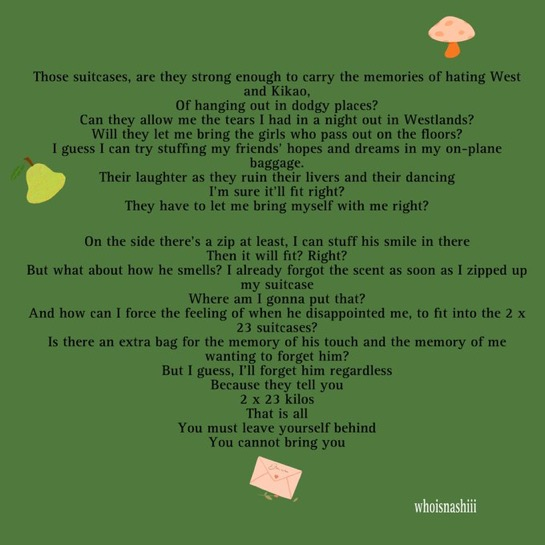 Those suitcases, are they strong enough to carry the memories of hating West
and Kikao,
Of hanging out in dodgy places?
Can they allow me the tears I had in a night out in Westlands?
Will they let me bring the girls who pass out on the floors?
I guess I can try stuffing my friends' hopes and dreams in my on-plane
baggage.
Their laughter as they ruin their livers and their dancing
I'm sure it'll fit right?
They have to let me bring myself with me right?
On the side there's a zip at least, I can stuff his smile in there
Then it will fit? Right?
But what about how he smells? I already forgot the scent as soon as I zipped up
my suitcase
Where am I gonna put that?
And how can I force the feeling of when he disappointed me, to fit into the 2 x
23 suitcases?
Is there an extra bag for the memory of his touch and the memory of me
wanting to forget him?
But I guess, I'll forget him regardless
Because they tell you
2 x 23 kilos
That is all
You must leave yourself behind
You cannot bring you
whoisnashiii